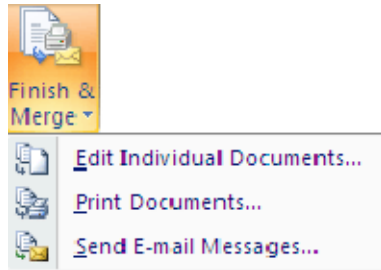 Finish &
Merge
Edit Individual Documents...
Print Documents...
Send E-mail Messages...